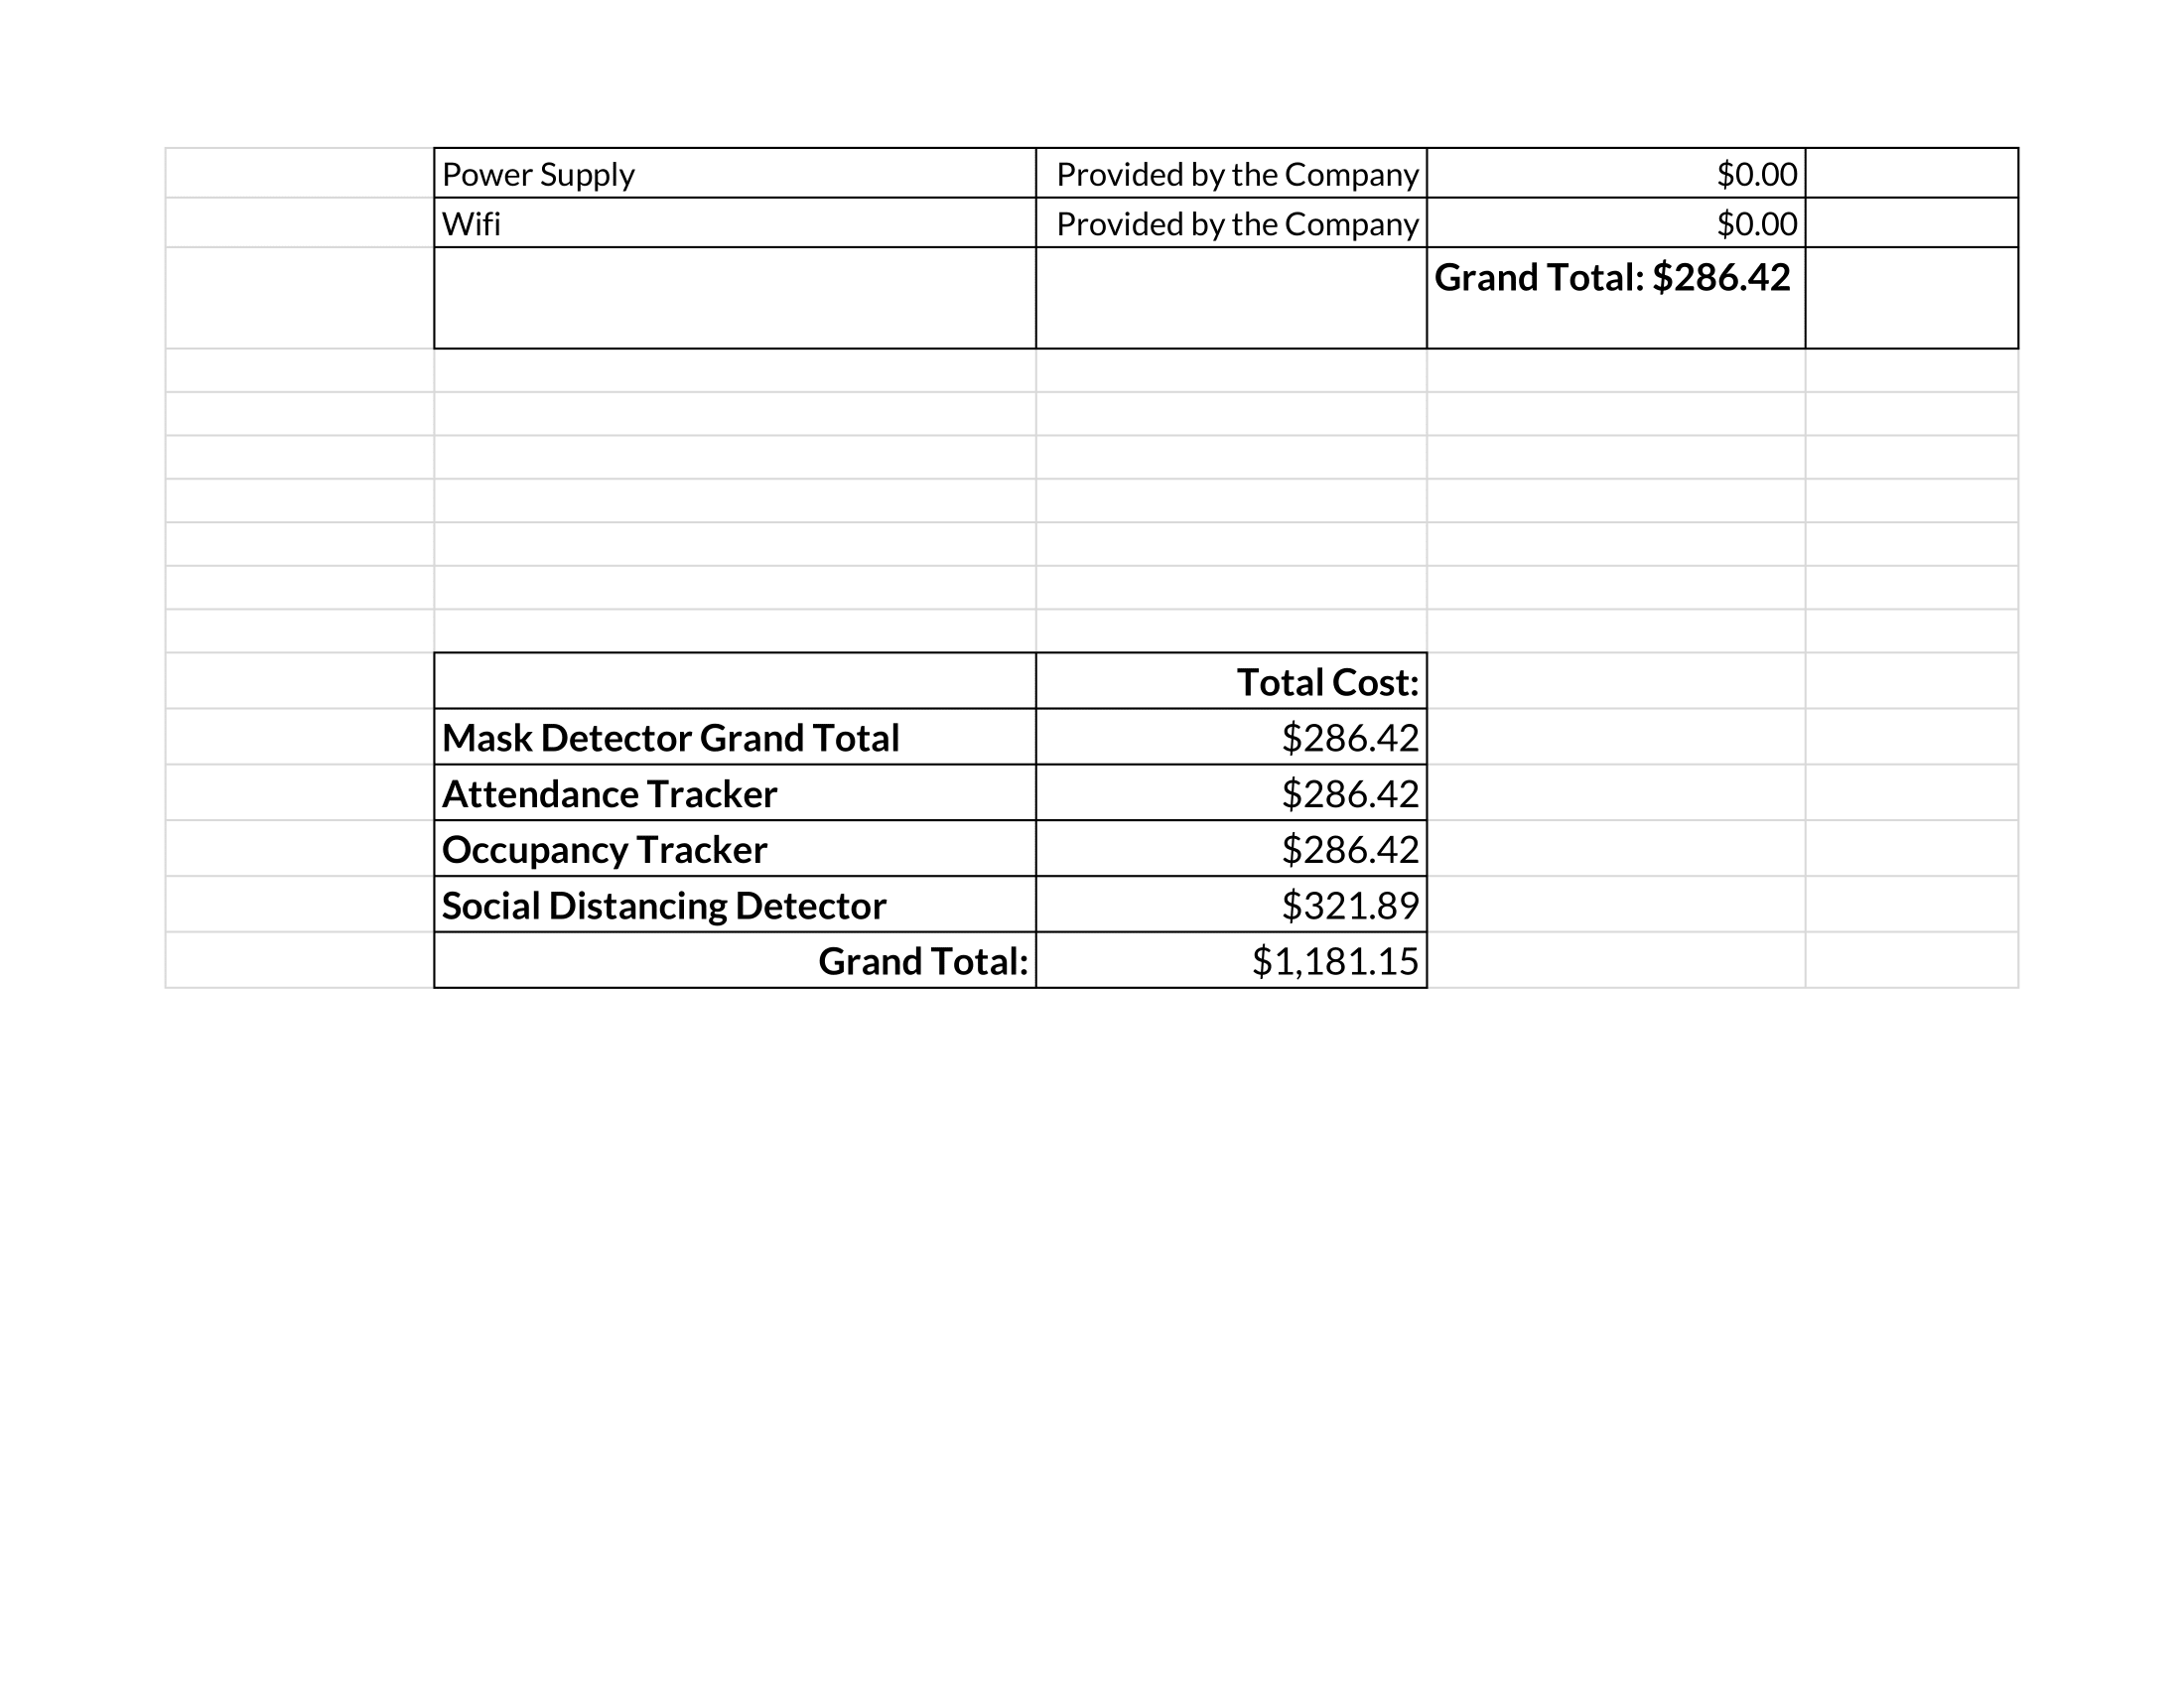 Power Supply Provided by the Company $0.00
Wifi Provided by the Company $0.00
Grand Total: $286.42
Total Cost:
Mask Detector Grand Total $286.42
Attendance Tracker $286.42
Occupancy Tracker $286.42
Social Distancing Detector $321.89
Grand Total: $1,181.15